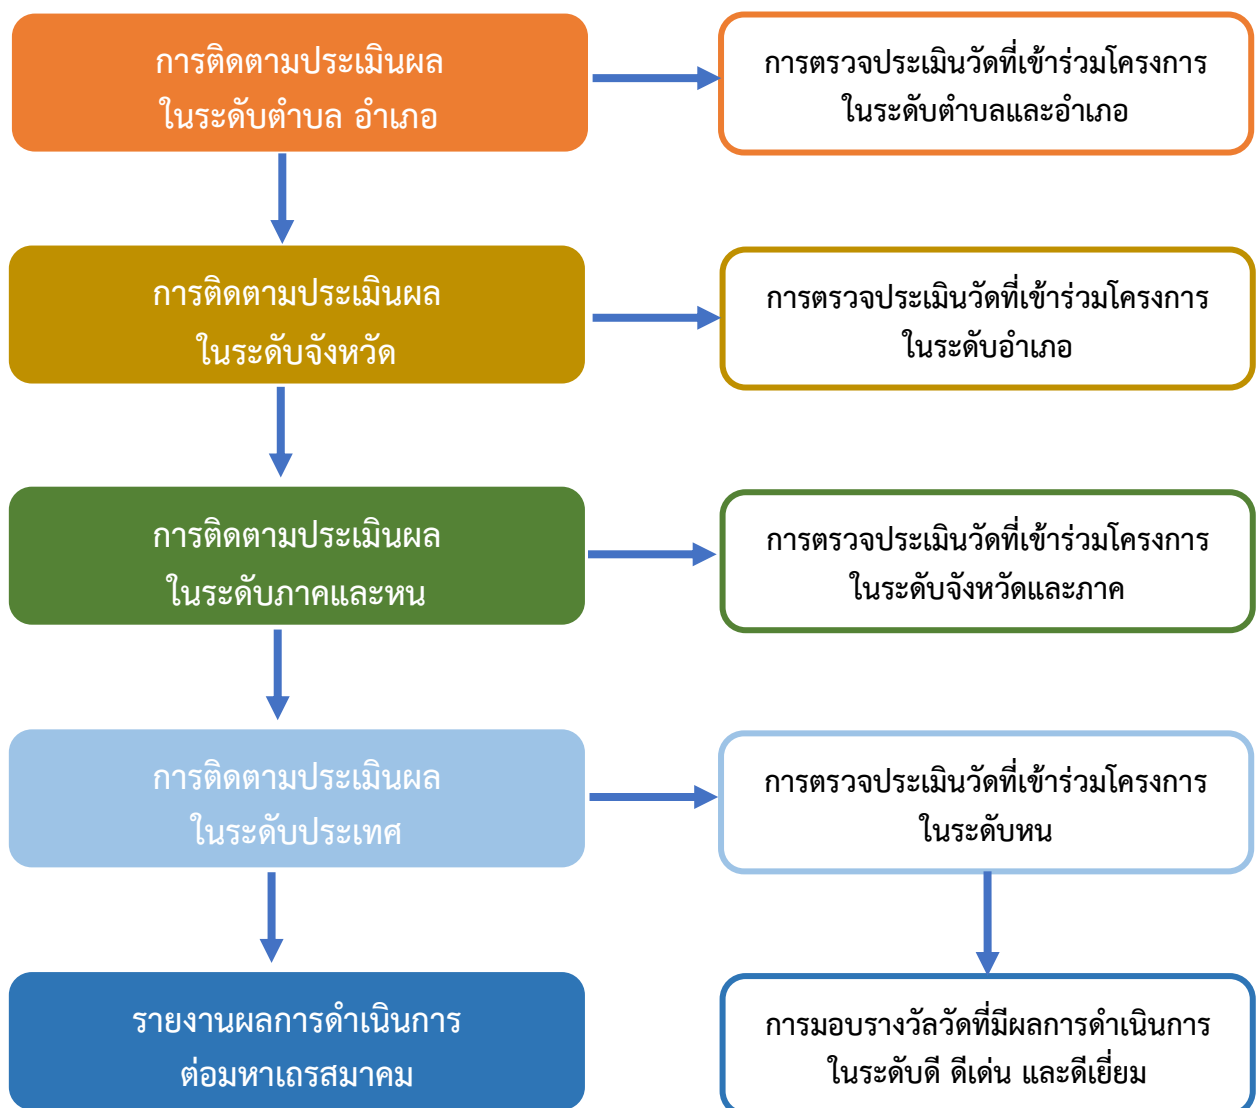 การติดตามประเมินผล
ในระดับตำบล อำเภอ
การตรวจประเมินวัดที่เข้าร่วมโครงการ
ในระดับตำบลและอำเภอ
การติดตามประเมินผล
ในระดับจังหวัด
การตรวจประเมินวัดที่เข้าร่วมโครงการ
ในระดับอำเภอ
การติดตามประเมินผล
ในระดับภาคและหน
การตรวจประเมินวัดที่เข้าร่วมโครงการ
ในระดับจังหวัดและภาค
การติดตามประเมินผล
ในระดับประเทศ
การตรวจประเมินวัดที่เข้าร่วมโครงการ
ในระดับหน
รายงานผลการดำเนินการ
ต่อมหาเถรสมาคม
การมอบรางวัลวัดที่มีผลการดำเนินการ
ในระดับดี ดีเด่น และดีเยี่ยม